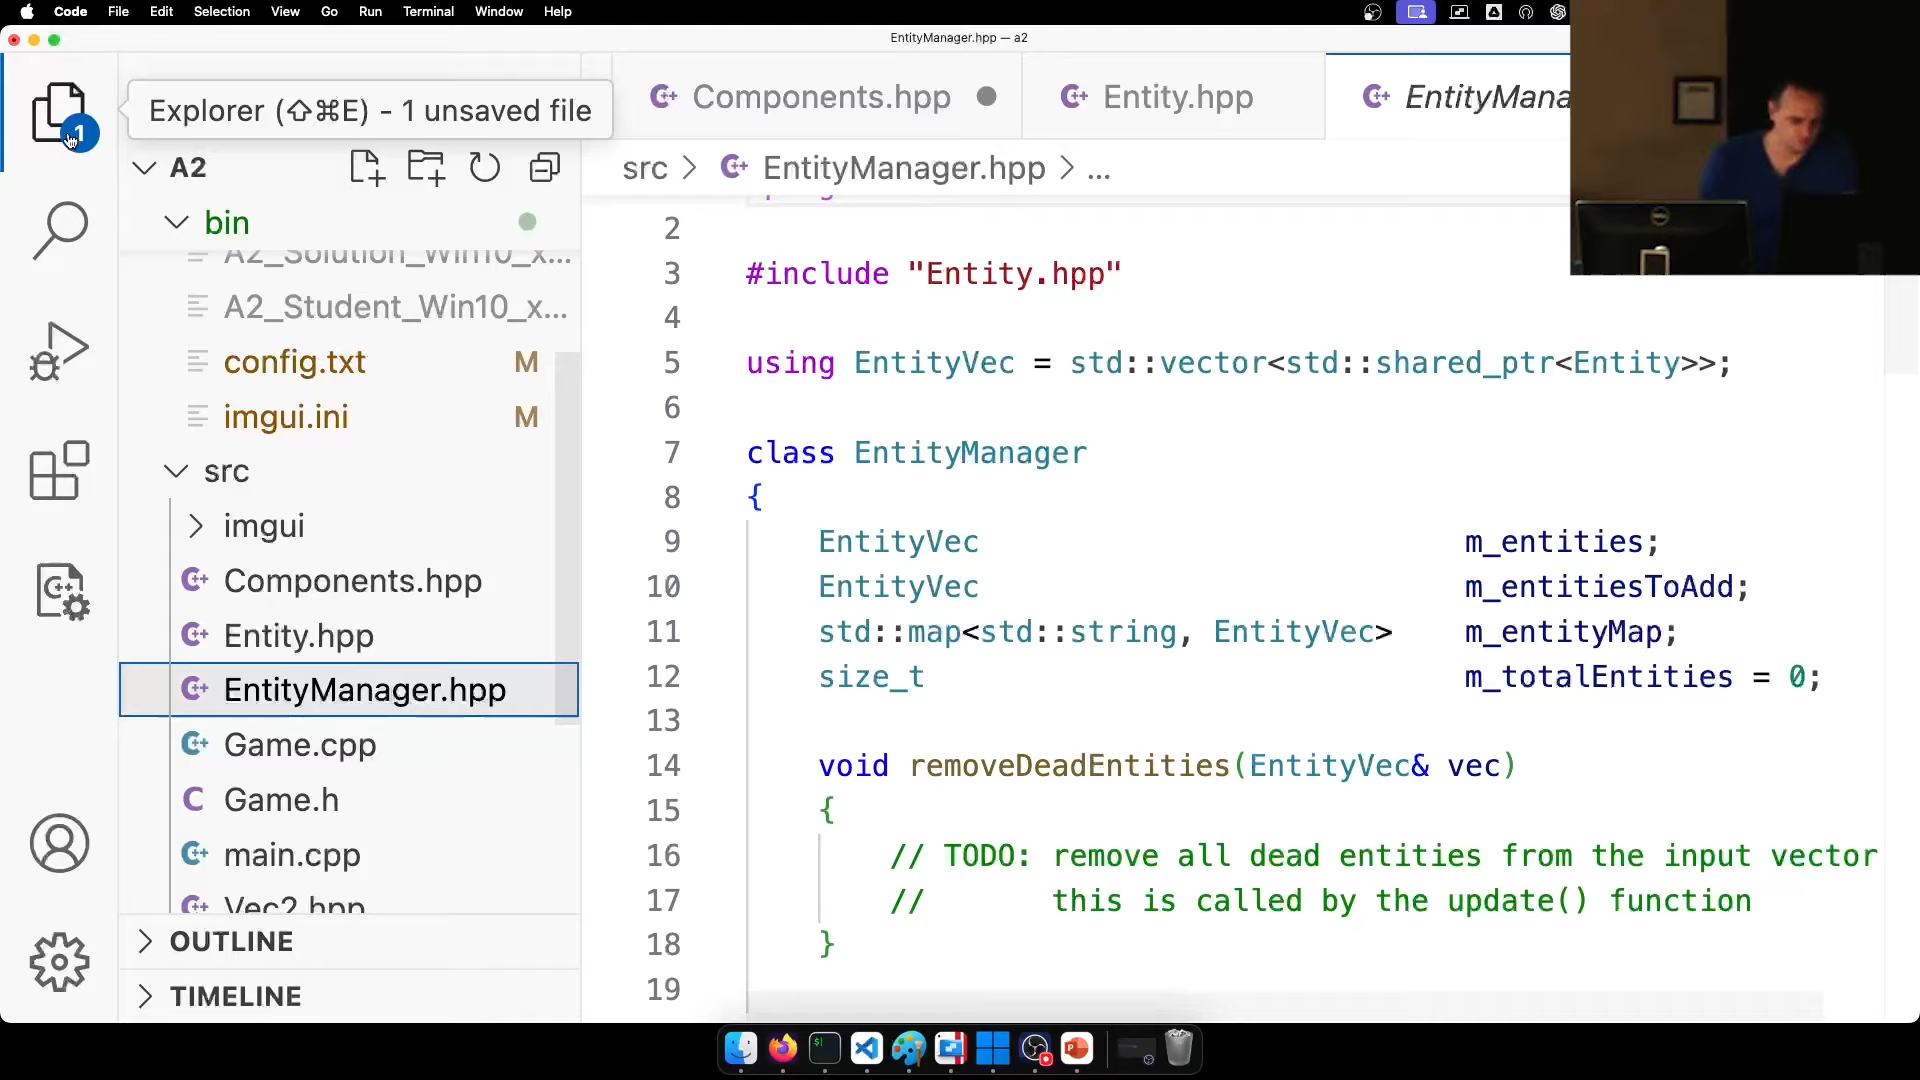 Code File Edit Selection View Go Run Terminal Window Help
EntityManager.hpp — a2
Explorer (⇧⌘E) - 1 unsaved file
1
Components.hpp
Entity.hpp
EntityMana
A2
src > EntityManager.hpp > ...
bin
A2_Solution_Win10_x...
A2_Student_Win10_x...
config.txt M
imgui.ini M
src
imgui
Components.hpp
Entity.hpp
EntityManager.hpp
Game.cpp
C Game.h
main.cpp
Vec2.hpp
OUTLINE
TIMELINE
2
3 #include "Entity.hpp"
4
5 using EntityVec = std::vector<std::shared_ptr<Entity>>;
6
7 class EntityManager
8 {
9 EntityVec m_entities;
10 EntityVec m_entitiesToAdd;
11 std::map<std::string, EntityVec> m_entityMap;
12 size_t m_totalEntities = 0;
13
14 void removeDeadEntities(EntityVec& vec)
15 {
16 // TODO: remove all dead entities from the input vector
17 // this is called by the update() function
18 }
19